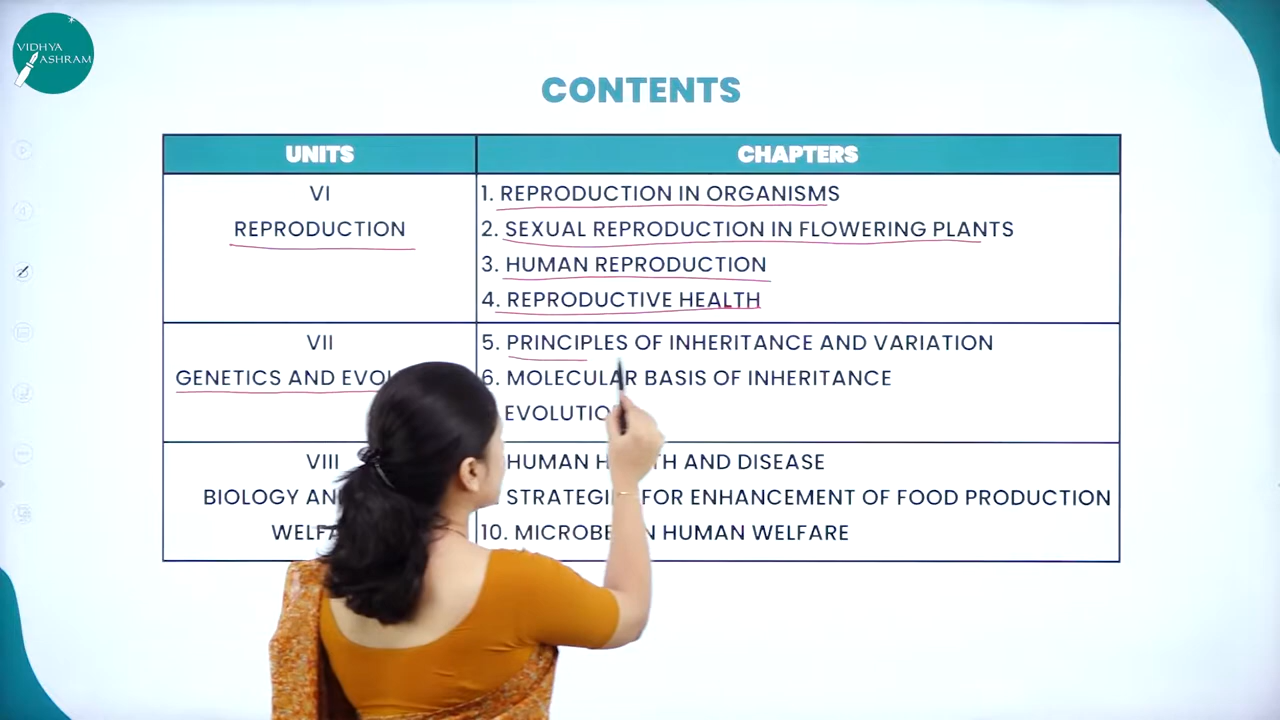 VIDHYA
ASHRAM
CONTENTS
UNITS CHAPTERS
VI
REPRODUCTION
1. REPRODUCTION IN ORGANISMS
2. SEXUAL REPRODUCTION IN FLOWERING PLANTS
3. HUMAN REPRODUCTION
4. REPRODUCTIVE HEALTH
VII
GENETICS AND
5. PRINCIPLES OF INHERITANCE AND VARIATION
6. MOLECULAR BASIS OF INHERITANCE
EVOLUTION
VIII
BIOLOGY
HUMAN AND DISEASE
FOR ENHANCEMENT OF FOOD PRODUCTION
10. HUMAN WELFARE